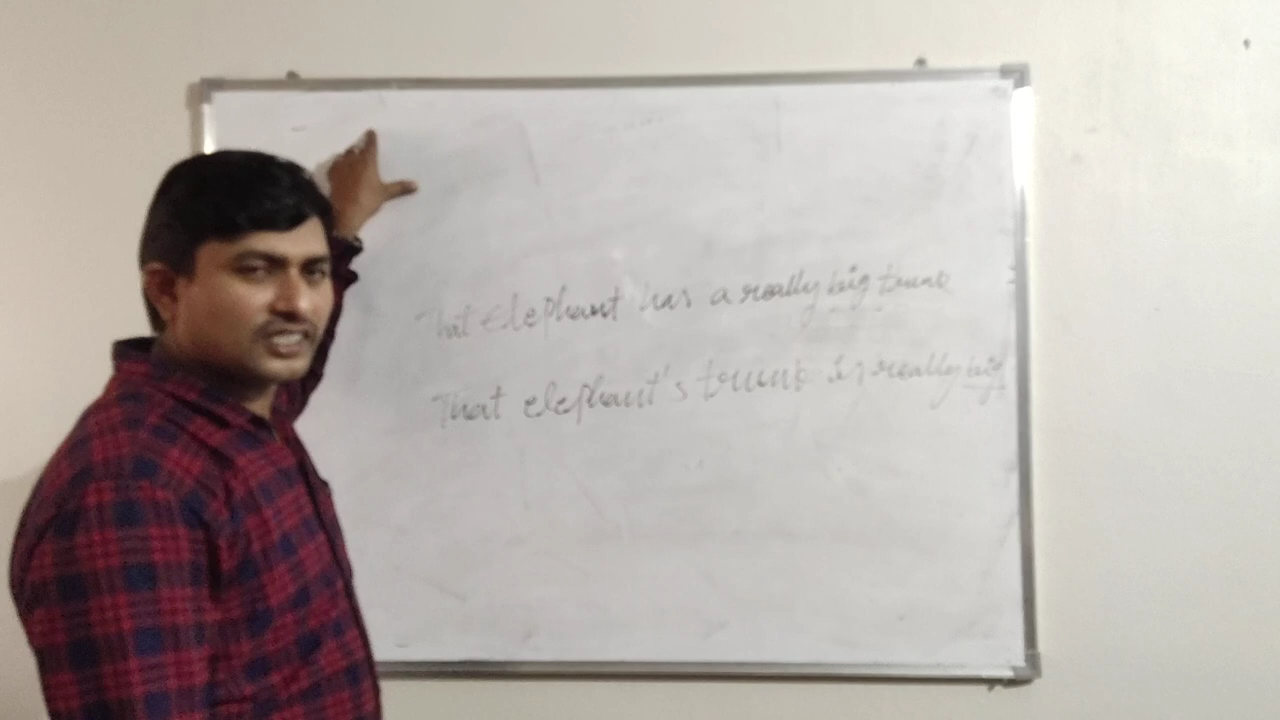 That elephant has a really big trunk
That elephant's trunk is really big